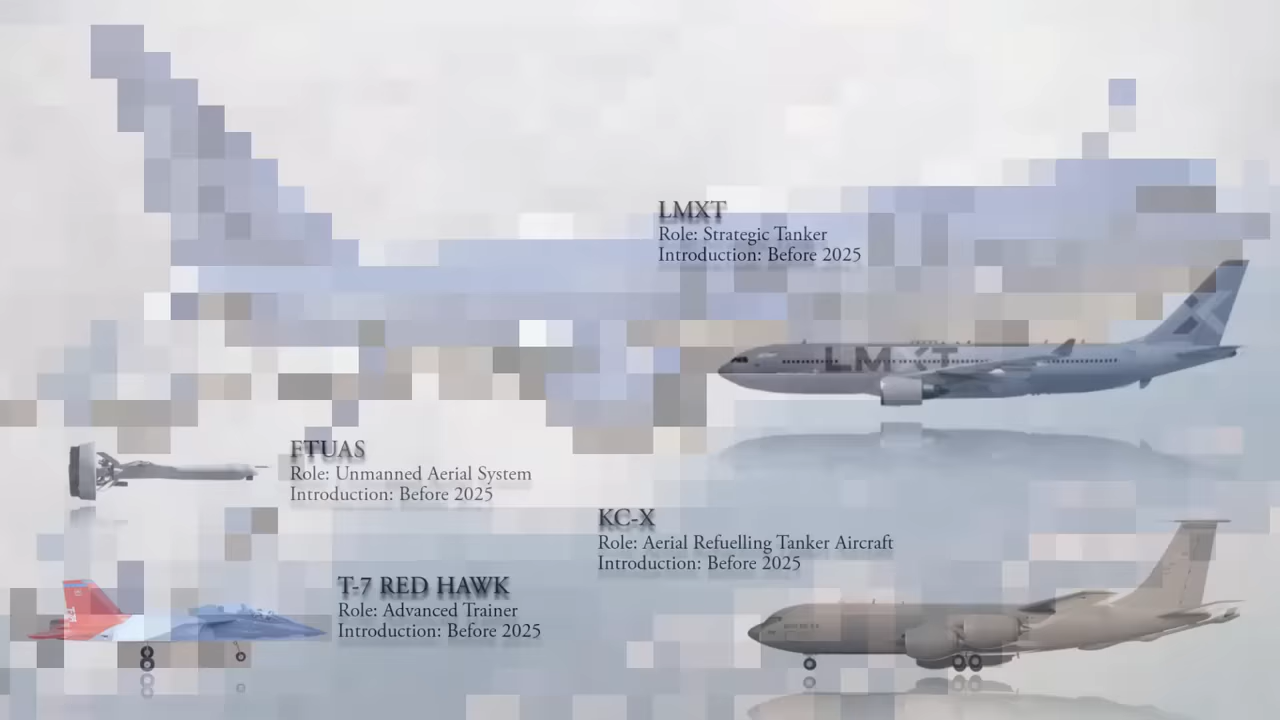 LMXT
Role: Strategic Tanker
Introduction: Before 2025
LMXT
FTUAS
Role: Unmanned Aerial System
Introduction: Before 2025
KC-X
Role: Aerial Refuelling Tanker Aircraft
Introduction: Before 2025
T-7 RED HAWK
Role: Advanced Trainer
Introduction: Before 2025